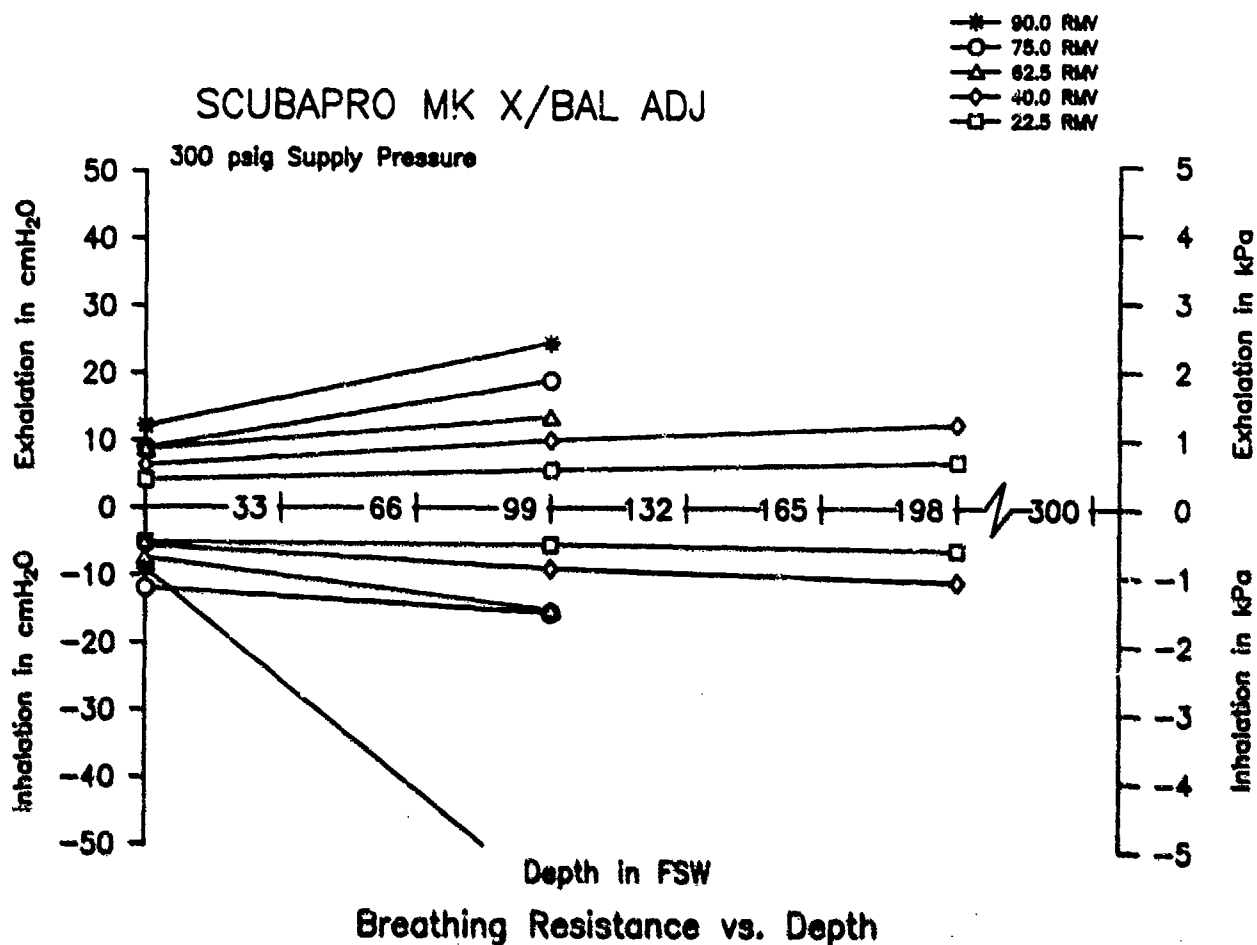 90.0 RMV
75.0 RMV
62.5 RMV
40.0 RMV
22.5 RMV
SCUBAPRO MK X/BAL ADJ
300 psig Supply Pressure
Exhalation in cmH₂O
Inhalation in cmH₂O
50
40
30
20
10
0
-10
-20
-30
-40
-50
33 66 99 132 165 198 300
5
4
3
2
1
0
-1
-2
-3
-4
-5
Exhalation in kPa
Inhalation in kPa
Depth in FSW
Breathing Resistance vs. Depth